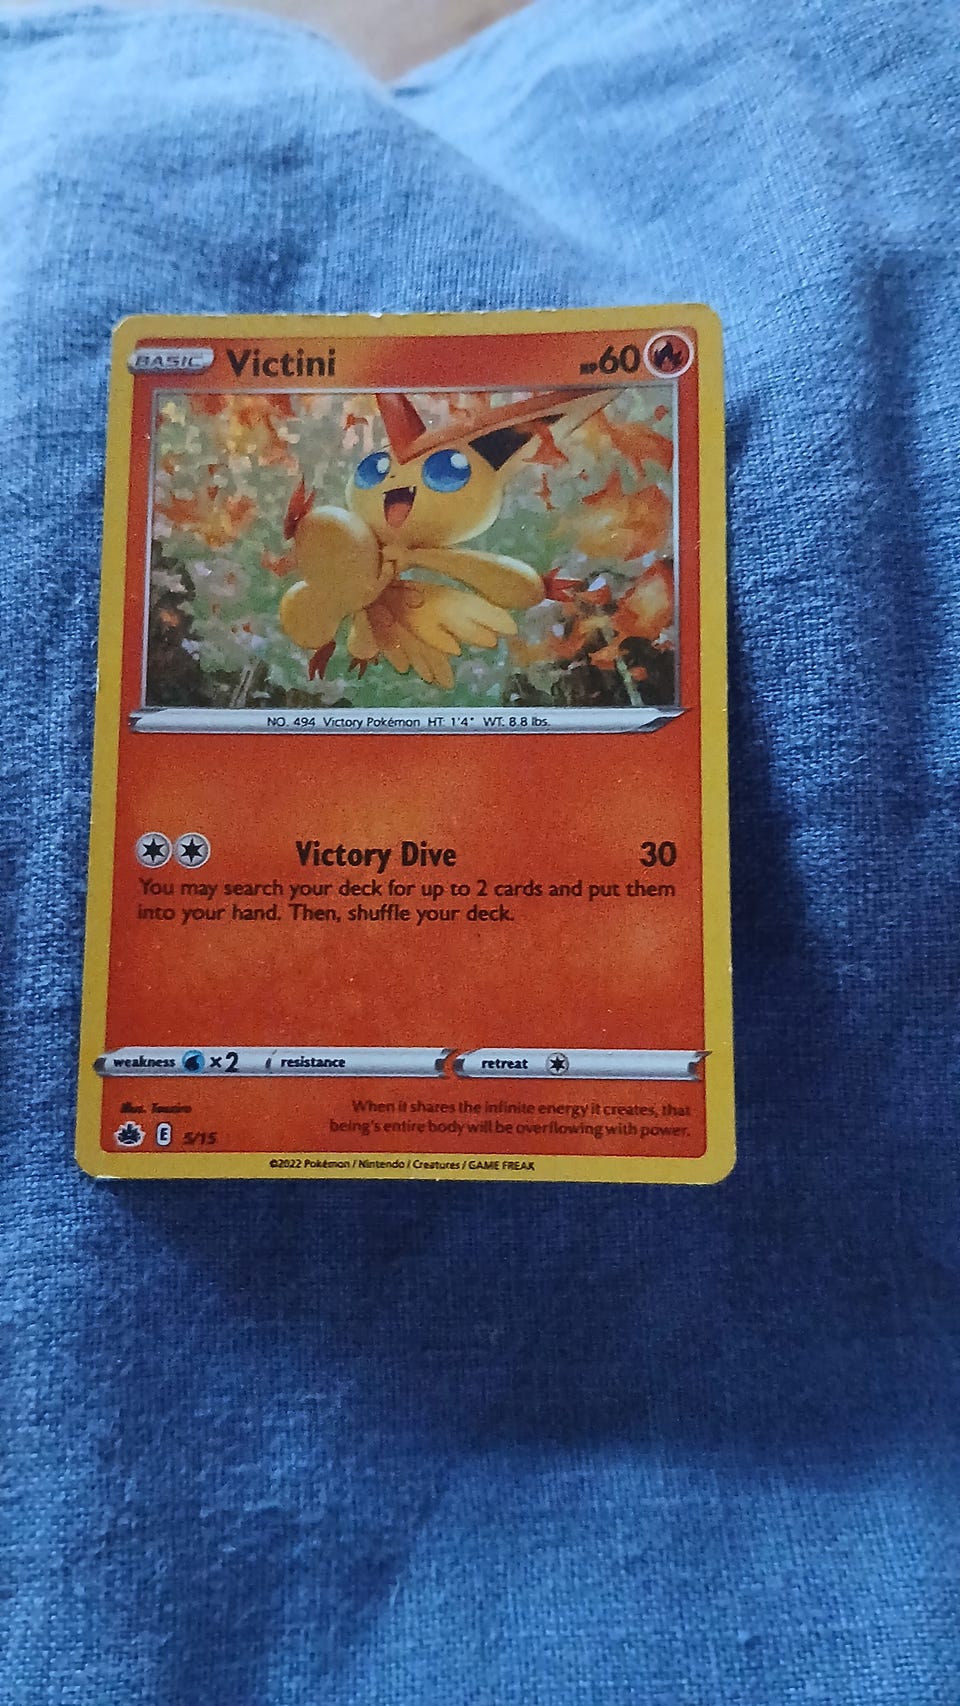 BASIC Victini HP60
NO. 494 Victory Pokémon HT: 1'4" WT: 8.8 lbs.
Victory Dive 30
You may search your deck for up to 2 cards and put them
into your hand. Then, shuffle your deck.
weakness ×2 resistance retreat
Illus.
When it shares the infinite energy it creates, that
being's entire body will be overflowing with power.
E 5/15
©2022 Pokémon / Nintendo / Creatures / GAME FREAK